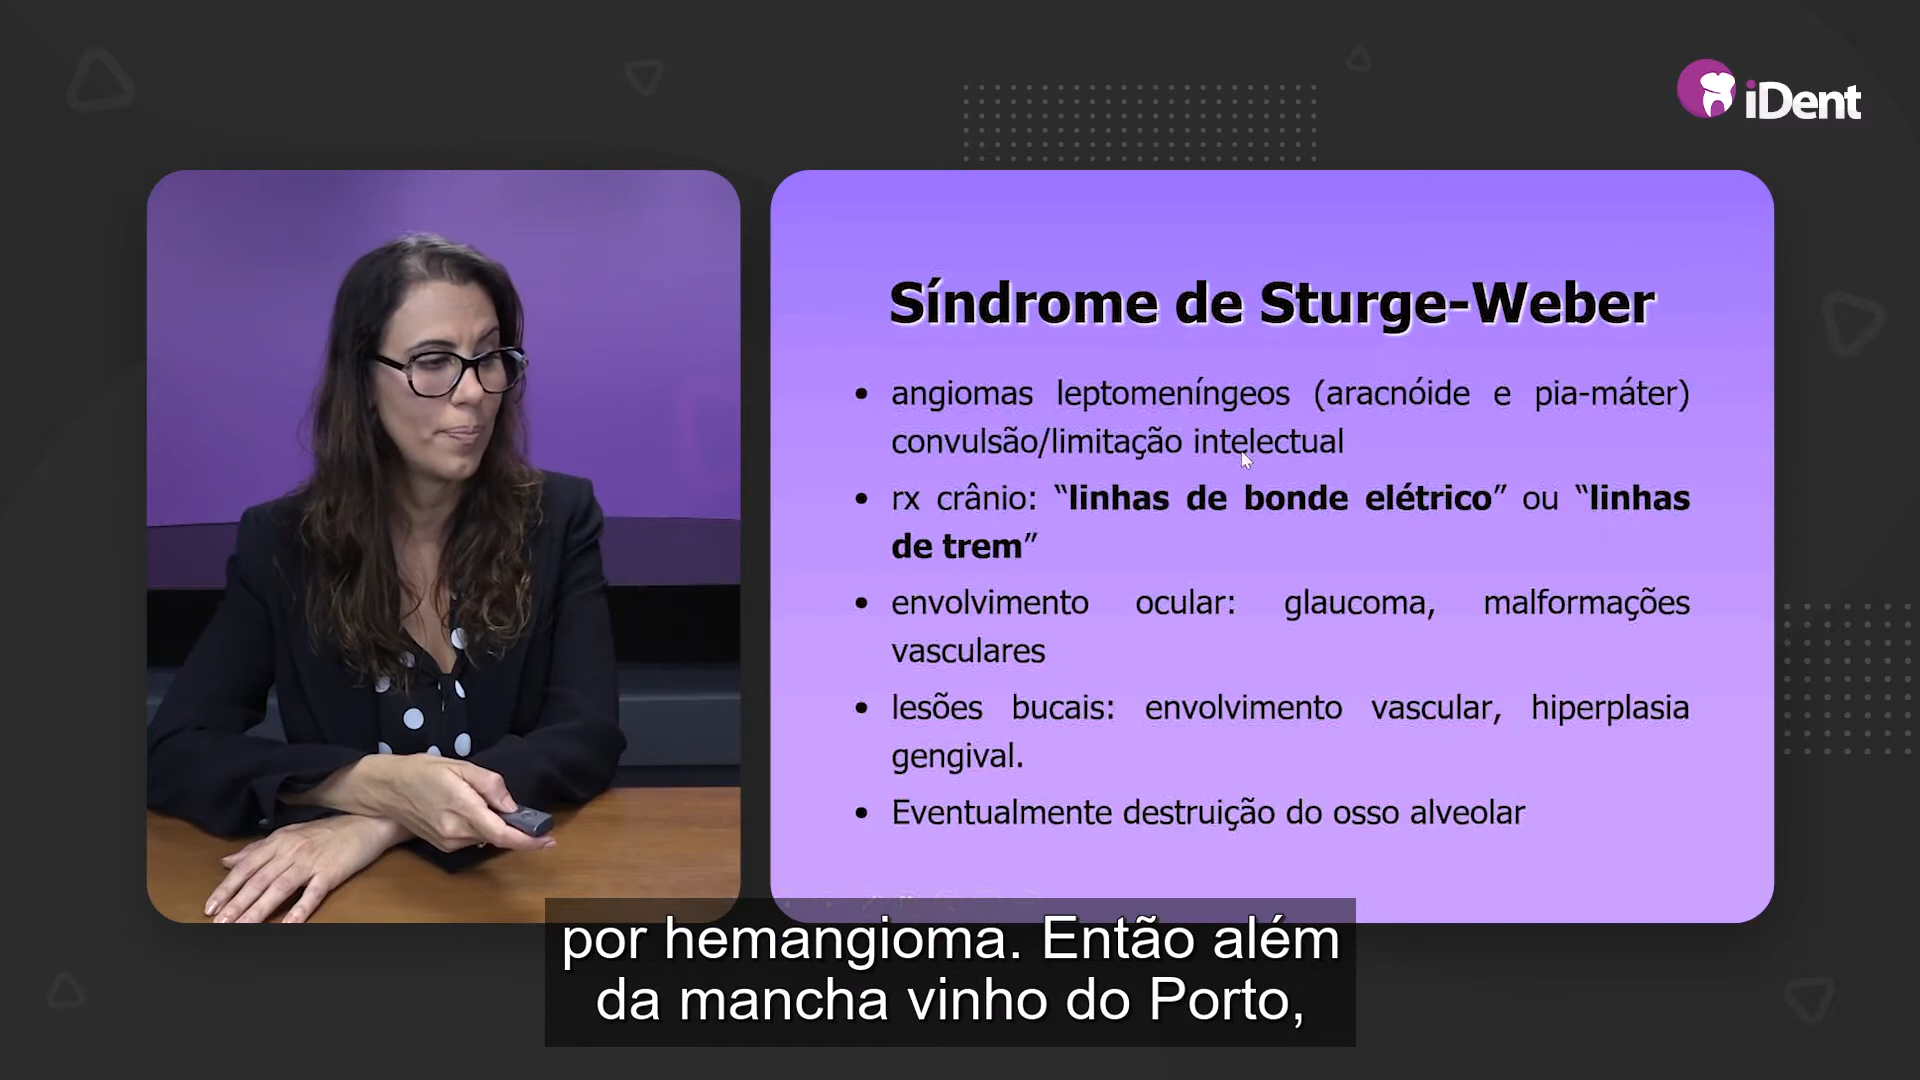 iDent
Síndrome de Sturge-Weber
• angiomas leptomeníngeos (aracnóide e pia-máter)
convulsão/limitação intelectual
• rx crânio: “linhas de bonde elétrico” ou “linhas
de trem”
• envolvimento ocular: glaucoma, malformações
vasculares
• lesões bucais: envolvimento vascular, hiperplasia
gengival.
• Eventualmente destruição do osso alveolar
por hemangioma. Então além
da mancha vinho do Porto,